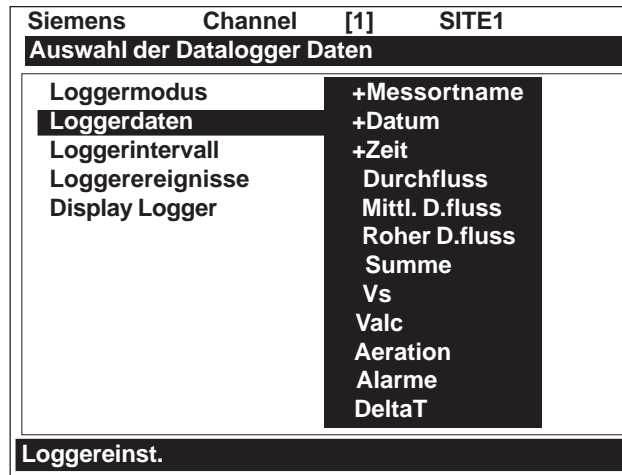 Siemens Channel [1] SITE1
Auswahl der Datalogger Daten
Loggermodus +Messortname
Loggerdaten +Datum
Loggerintervall +Zeit
Loggerereignisse Durchfluss
Display Logger Mittl. D.fluss
Roher D.fluss
Summe
Vs
Valc
Aeration
Alarme
DeltaT
Loggereinst.